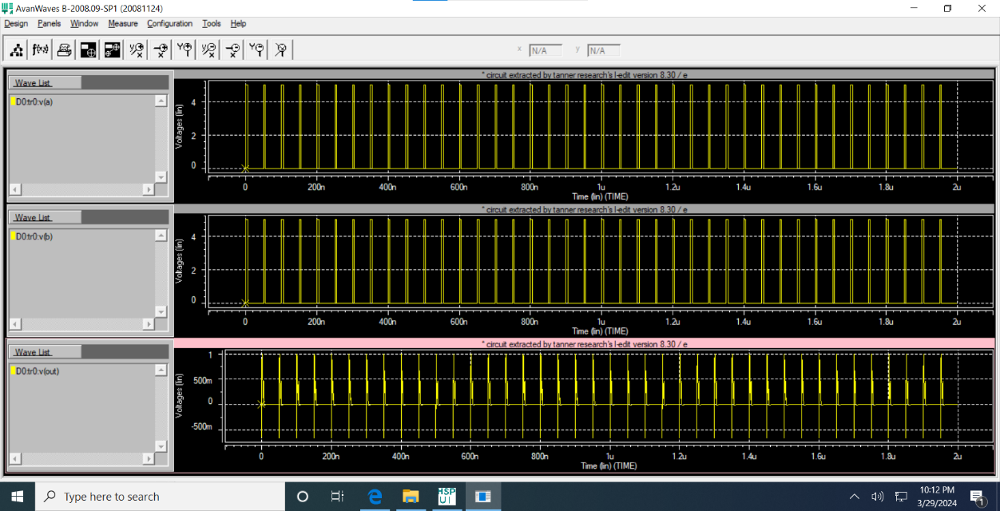 AvanWaves B-2008.09-SP1 (20081124)
Design Panels Window Measure Configuration Tools Help
f(x)
x N/A y N/A
Wave List
* circuit extracted by tanner research's l-edit version 8.30 / e
D0:tr0:v(a)
Voltages (lin)
4
2
0
0 200n 400n 600n 800n 1u 1.2u 1.4u 1.6u 1.8u 2u
Time (lin) (TIME)
Wave List
* circuit extracted by tanner research's l-edit version 8.30 / e
D0:tr0:v(b)
Voltages (lin)
4
2
0
0 200n 400n 600n 800n 1u 1.2u 1.4u 1.6u 1.8u 2u
Time (lin) (TIME)
Wave List
* circuit extracted by tanner research's l-edit version 8.30 / e
D0:tr0:v(out)
Voltages (lin)
1
500m
0
-500m
0 200n 400n 600n 800n 1u 1.2u 1.4u 1.6u 1.8u 2u
Time (lin) (TIME)
Type here to search
HSP
UI
10:12 PM
3/29/2024
1